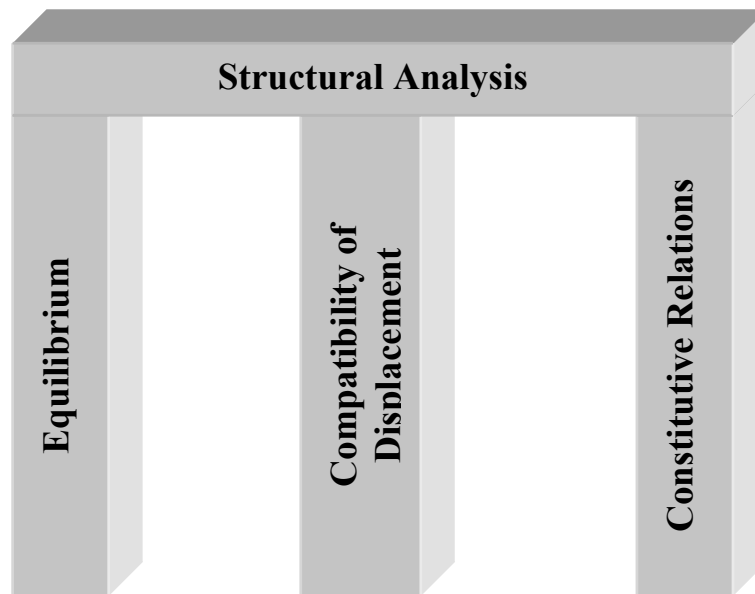 Structural Analysis
Equilibrium
Compatibility of
Displacement
Constitutive Relations